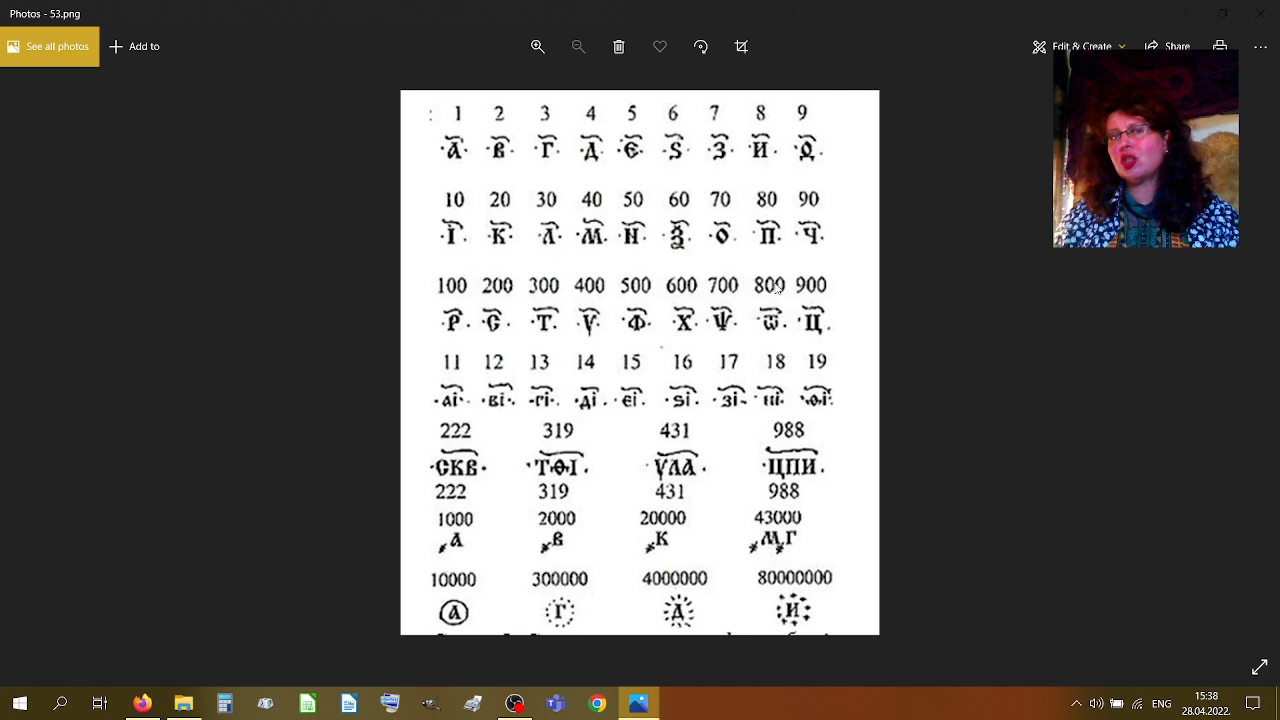 Photos - 53.png
See all photos
Add to
Edit & Create
Share
: 1 2 3 4 5 6 7 8 9
·А҃· ·В҃· ·Г҃· ·Д҃· ·Є҃· ·Ѕ҃· ·З҃· ·И҃· ·Ѳ҃·
10 20 30 40 50 60 70 80 90
·І҃· ·К҃· ·Л҃· ·М҃· ·Н҃· ·Ѯ҃· ·О҃· ·П҃· ·Ч҃·
100 200 300 400 500 600 700 800 900
·Р҃· ·С҃· ·Т҃· ·Ѵ҃· ·Ф҃· ·Х҃· ·Ѱ҃· ·Ѿ҃· ·Ц҃·
11 12 13 14 15 16 17 18 19
·аі҃· ·ві҃· ·гі҃· ·ді҃· ·єі҃· ·ѕі҃· ·зі҃· ·иі҃· ·ѳі҃·
222 319 431 988
·СКВ҃· ·ТѲІ҃· ·ѴЛА҃· ·ЦПИ҃·
222 319 431 988
1000 2000 20000 43000
҂А ҂В ҂К ҂М҂Г
10000 300000 4000000 80000000
А Г Д И
15:38
28.04.2022